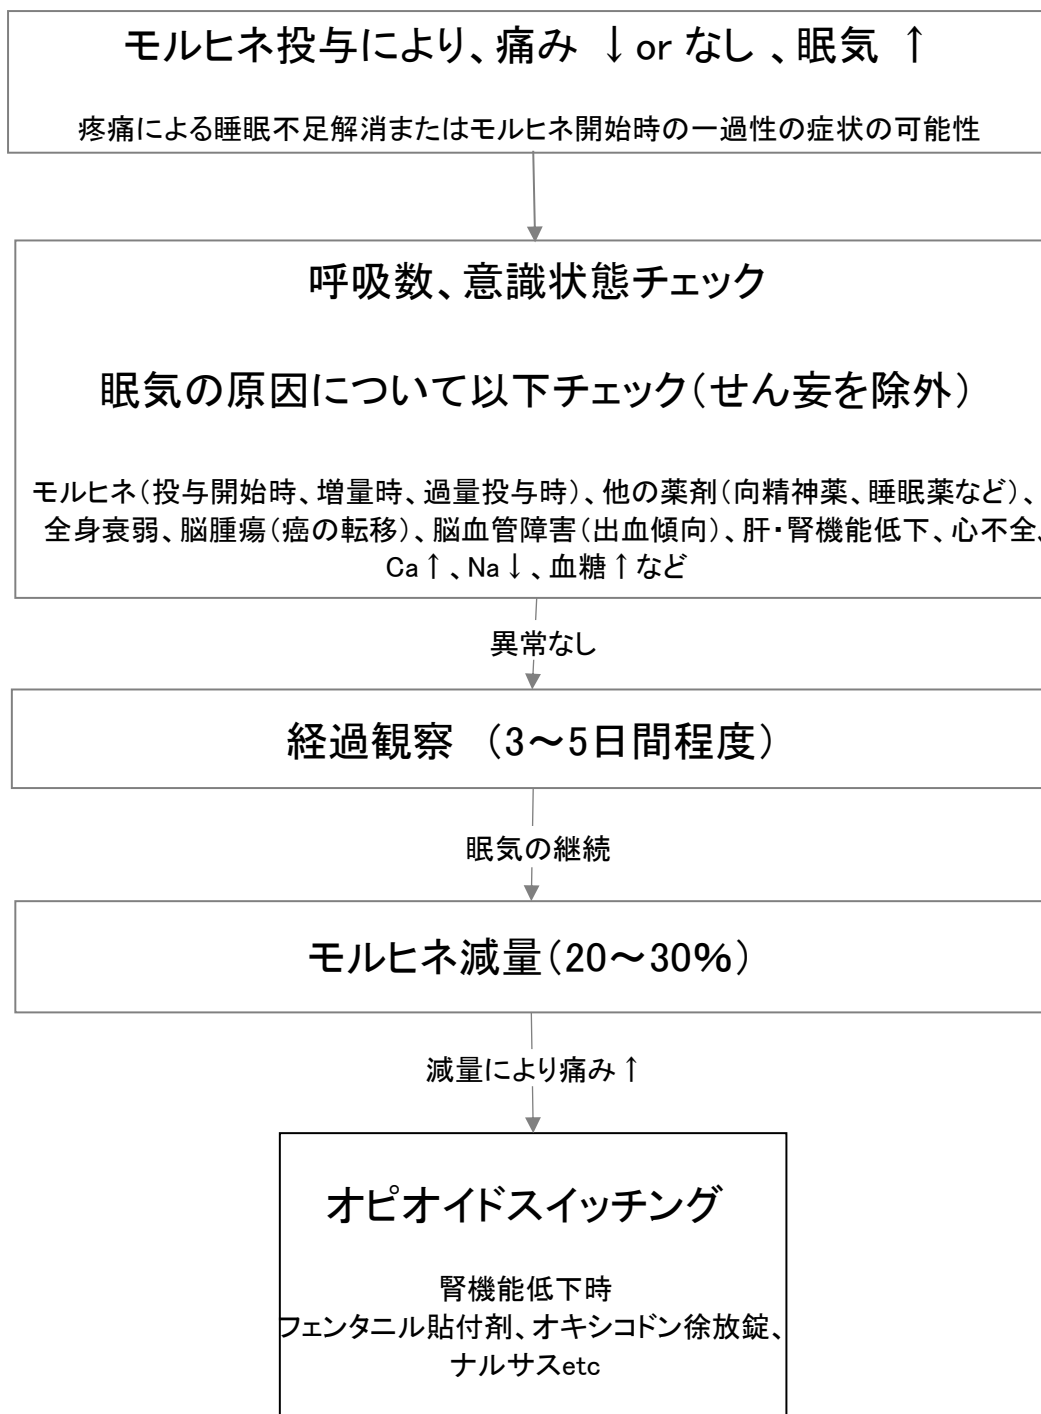 モルヒネ投与により、痛み ↓or なし 、眠気 ↑
疼痛による睡眠不足解消またはモルヒネ開始時の一過性の症状の可能性
呼吸数、意識状態チェック
眠気の原因について以下チェック(せん妄を除外)
モルヒネ(投与開始時、増量時、過量投与時)、他の薬剤(向精神薬、睡眠薬など)、
全身衰弱、脳腫瘍(癌の転移)、脳血管障害(出血傾向)、肝・腎機能低下、心不全、
Ca↑、Na↓、血糖↑など
異常なし
経過観察 (3~5日間程度)
眠気の継続
モルヒネ減量(20~30%)
減量により痛み↑
オピオイドスイッチング
腎機能低下時
フェンタニル貼付剤、オキシコドン徐放錠、
ナルサスetc